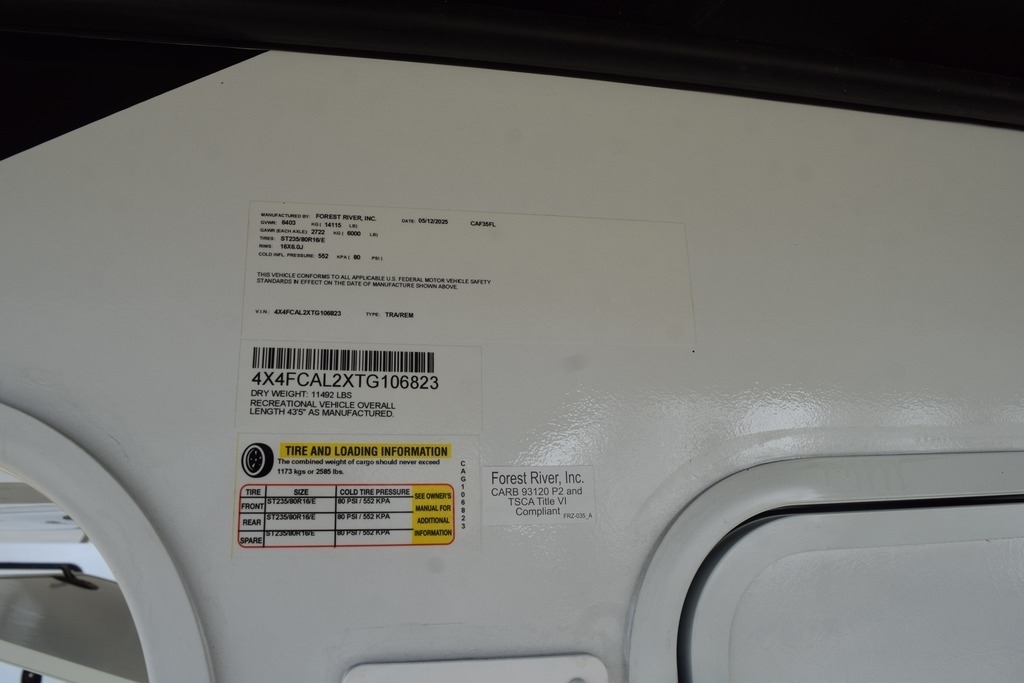 MANUFACTURED BY: FOREST RIVER, INC. DATE: 05/12/2025 CAF35FL
GVWR: 6403 KG ( 14115 LB)
GAWR (EACH AXLE) 2722 KG ( 6000 LB)
TIRES: ST235/80R16/E
RIMS: 16X6.0J
COLD INFL. PRESSURE: 552 KPA ( 80 PSI )
THIS VEHICLE CONFORMS TO ALL APPLICABLE U.S. FEDERAL MOTOR VEHICLE SAFETY
STANDARDS IN EFFECT ON THE DATE OF MANUFACTURE SHOWN ABOVE.
V.I.N.: 4X4FCAL2XTG106823 TYPE: TRA/REM
4X4FCAL2XTG106823
DRY WEIGHT: 11492 LBS
RECREATIONAL VEHICLE OVERALL
LENGTH 43'5" AS MANUFACTURED.
TIRE AND LOADING INFORMATION
The combined weight of cargo should never exceed
1173 kgs or 2585 lbs.
TIRE SIZE COLD TIRE PRESSURE
FRONT ST235/80R16/E 80 PSI / 552 KPA
REAR ST235/80R16/E 80 PSI / 552 KPA
SPARE ST235/80R16/E 80 PSI / 552 KPA
SEE OWNER'S
MANUAL FOR
ADDITIONAL
INFORMATION
CAG106823
Forest River, Inc.
CARB 93120 P2 and
TSCA Title VI
Compliant FRZ-035_A